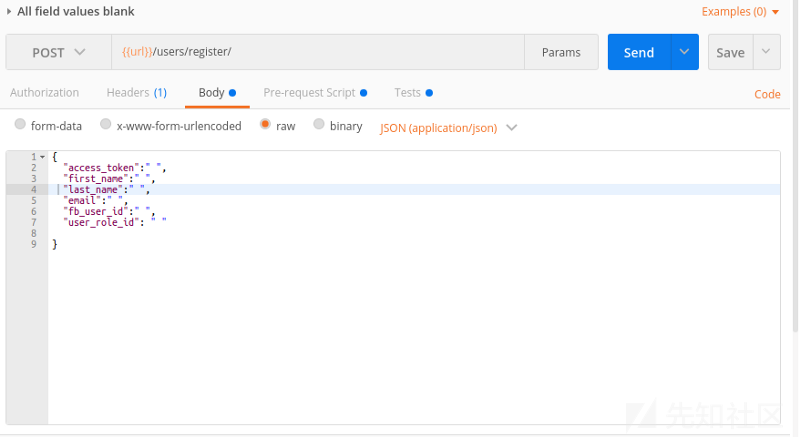 All field values blank
Examples (0)
POST
{{url}}/users/register/
Params
Send
Save
Authorization
Headers (1)
Body
Pre-request Script
Tests
Code
form-data
x-www-form-urlencoded
raw
binary
JSON (application/json)
1 {
2 "access_token":" ",
3 "first_name":" ",
4 "last_name":" ",
5 "email":" ",
6 "fb_user_id":" ",
7 "user_role_id": " "
8
9 }
先知社区